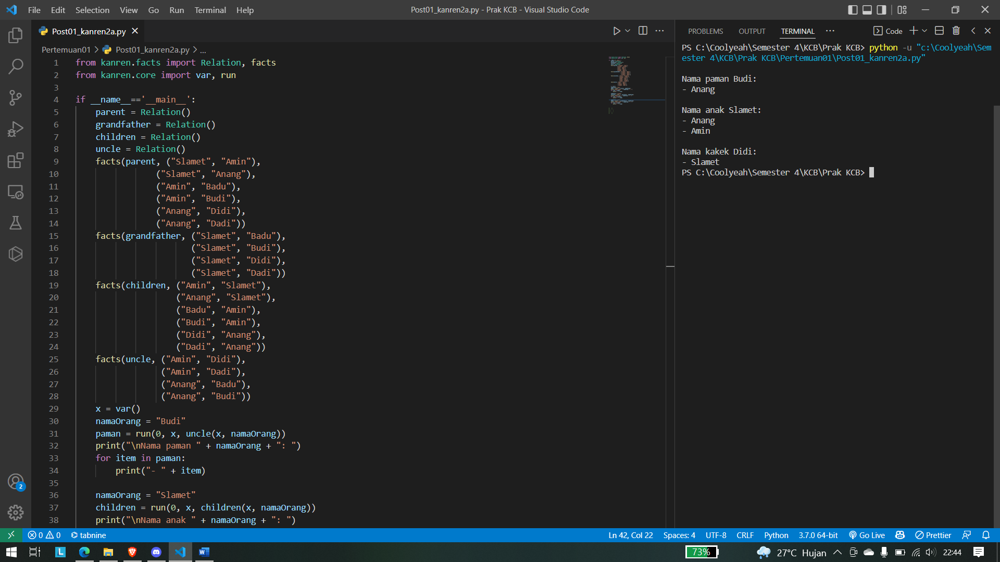 File Edit Selection View Go Run Terminal Help
Post01_kanren2a.py - Prak KCB - Visual Studio Code
Post01_kanren2a.py
Pertemuan01 > Post01_kanren2a.py > ...
1 from kanren.facts import Relation, facts
2 from kanren.core import var, run
3
4 if __name__=='__main__':
5     parent = Relation()
6     grandfather = Relation()
7     children = Relation()
8     uncle = Relation()
9     facts(parent, ("Slamet", "Amin"),
10                 ("Slamet", "Anang"),
11                 ("Amin", "Badu"),
12                 ("Amin", "Budi"),
13                 ("Anang", "Didi"),
14                 ("Anang", "Dadi"))
15     facts(grandfather, ("Slamet", "Badu"),
16                        ("Slamet", "Budi"),
17                        ("Slamet", "Didi"),
18                        ("Slamet", "Dadi"))
19     facts(children, ("Amin", "Slamet"),
20                     ("Anang", "Slamet"),
21                     ("Badu", "Amin"),
22                     ("Budi", "Amin"),
23                     ("Didi", "Anang"),
24                     ("Dadi", "Anang"))
25     facts(uncle, ("Amin", "Didi"),
26                  ("Amin", "Dadi"),
27                  ("Anang", "Badu"),
28                  ("Anang", "Budi"))
29     x = var()
30     namaOrang = "Budi"
31     paman = run(0, x, uncle(x, namaOrang))
32     print("\nNama paman " + namaOrang + ": ")
33     for item in paman:
34         print("- " + item)
35
36     namaOrang = "Slamet"
37     children = run(0, x, children(x, namaOrang))
38     print("\nNama anak " + namaOrang + ": ")
PROBLEMS OUTPUT TERMINAL ... Code
PS C:\Coolyeah\Semester 4\KCB\Prak KCB> python -u "c:\Coolyeah\Sem
ester 4\KCB\Prak KCB\Pertemuan01\Post01_kanren2a.py"
Nama paman Budi:
- Anang
Nama anak Slamet:
- Anang
- Amin
Nama kakek Didi:
- Slamet
PS C:\Coolyeah\Semester 4\KCB\Prak KCB>
2
0 0 tabnine
Ln 42, Col 22 Spaces: 4 UTF-8 CRLF Python 3.7.0 64-bit Go Live Prettier
L W 73% 27°C Hujan 22:44